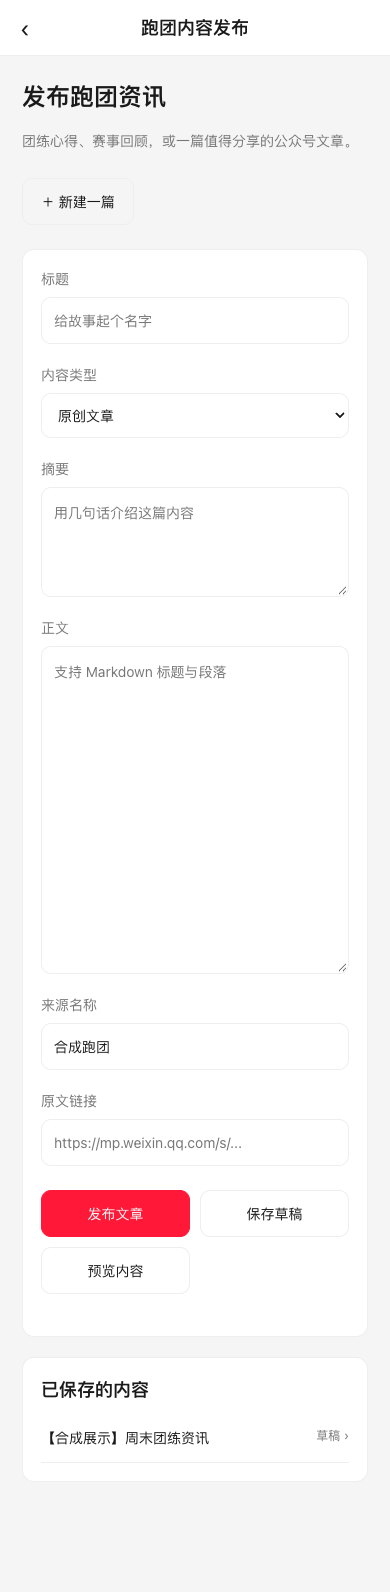 ‹
跑团内容发布
发布跑团资讯
团练心得、赛事回顾，或一篇值得分享的公众号文章。
＋ 新建一篇
标题
给故事起个名字
内容类型
原创文章
摘要
用几句话介绍这篇内容
正文
支持 Markdown 标题与段落
来源名称
合成跑团
原文链接
https://mp.weixin.qq.com/s/...
发布文章
保存草稿
预览内容
已保存的内容
【合成展示】周末团练资讯
草稿 ›